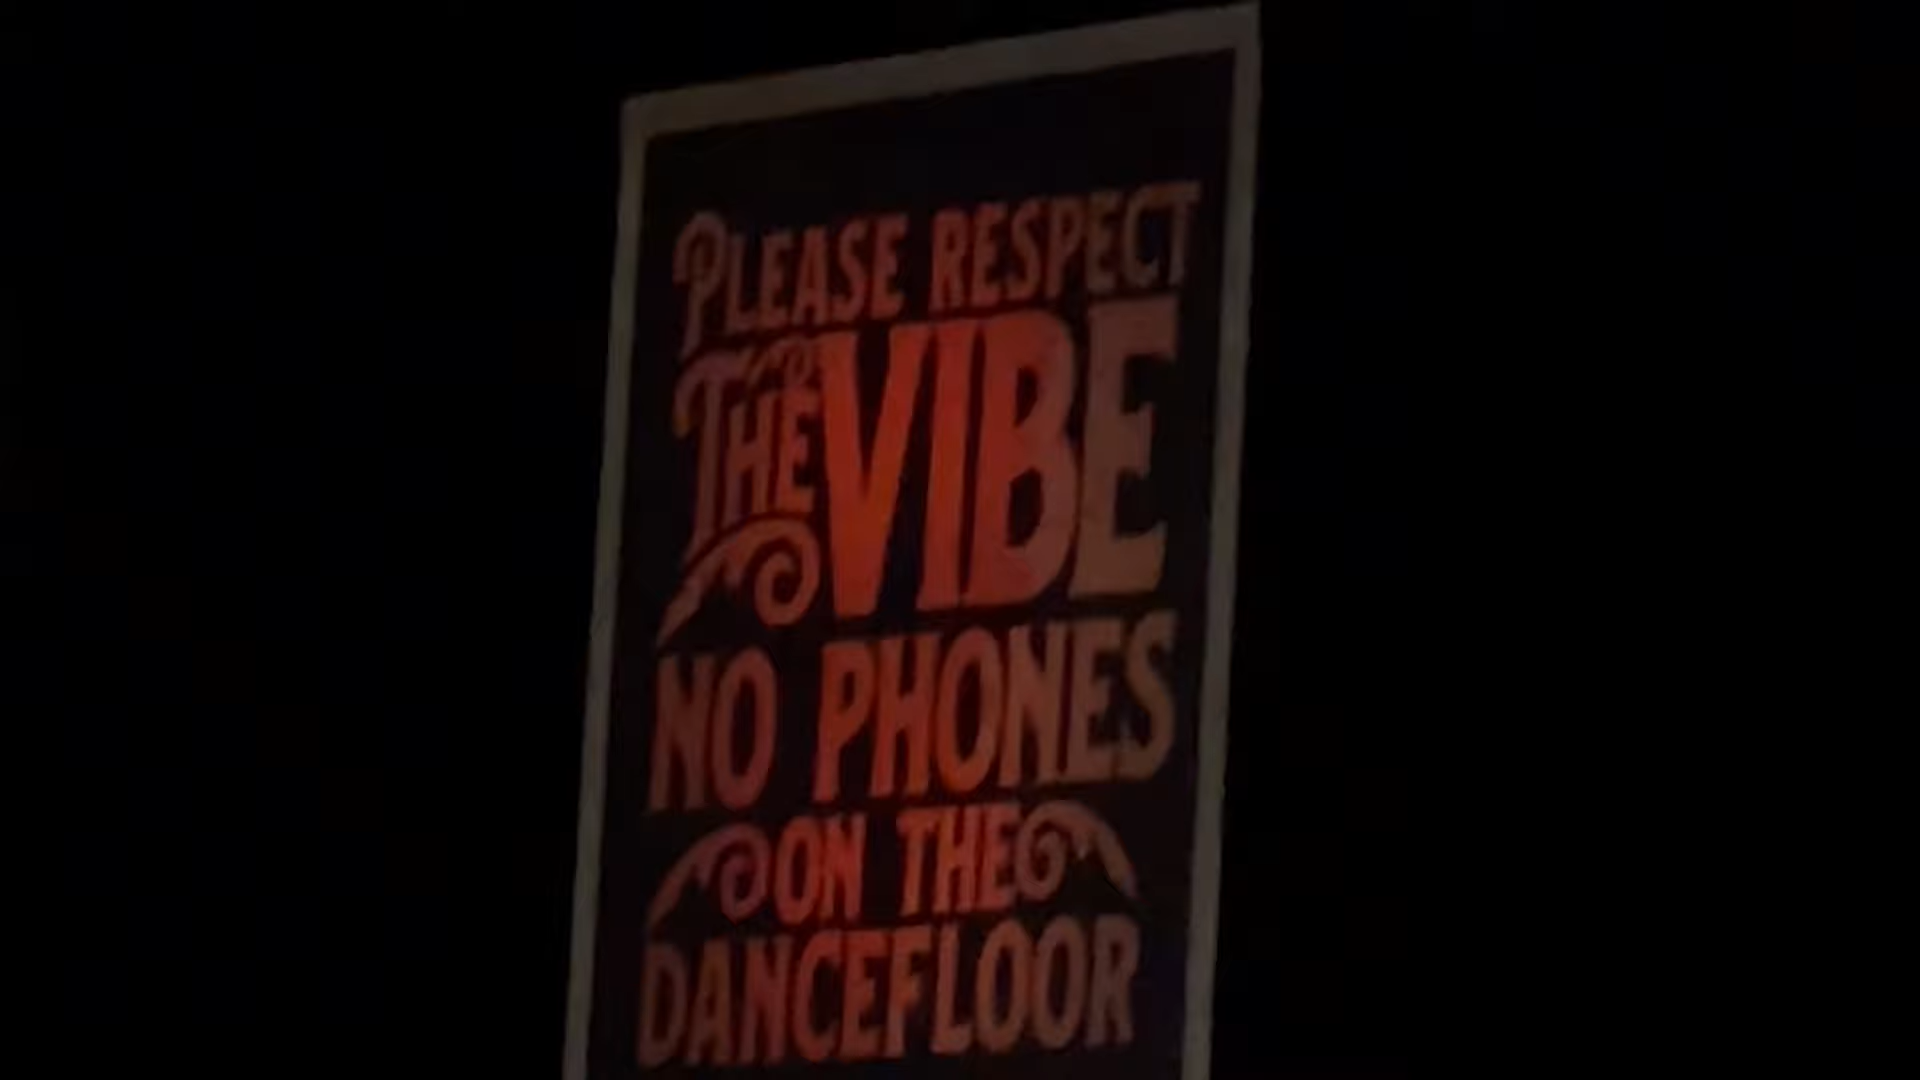 PLEASE RESPECT
THE VIBE
NO PHONES
ON THE
DANCEFLOOR